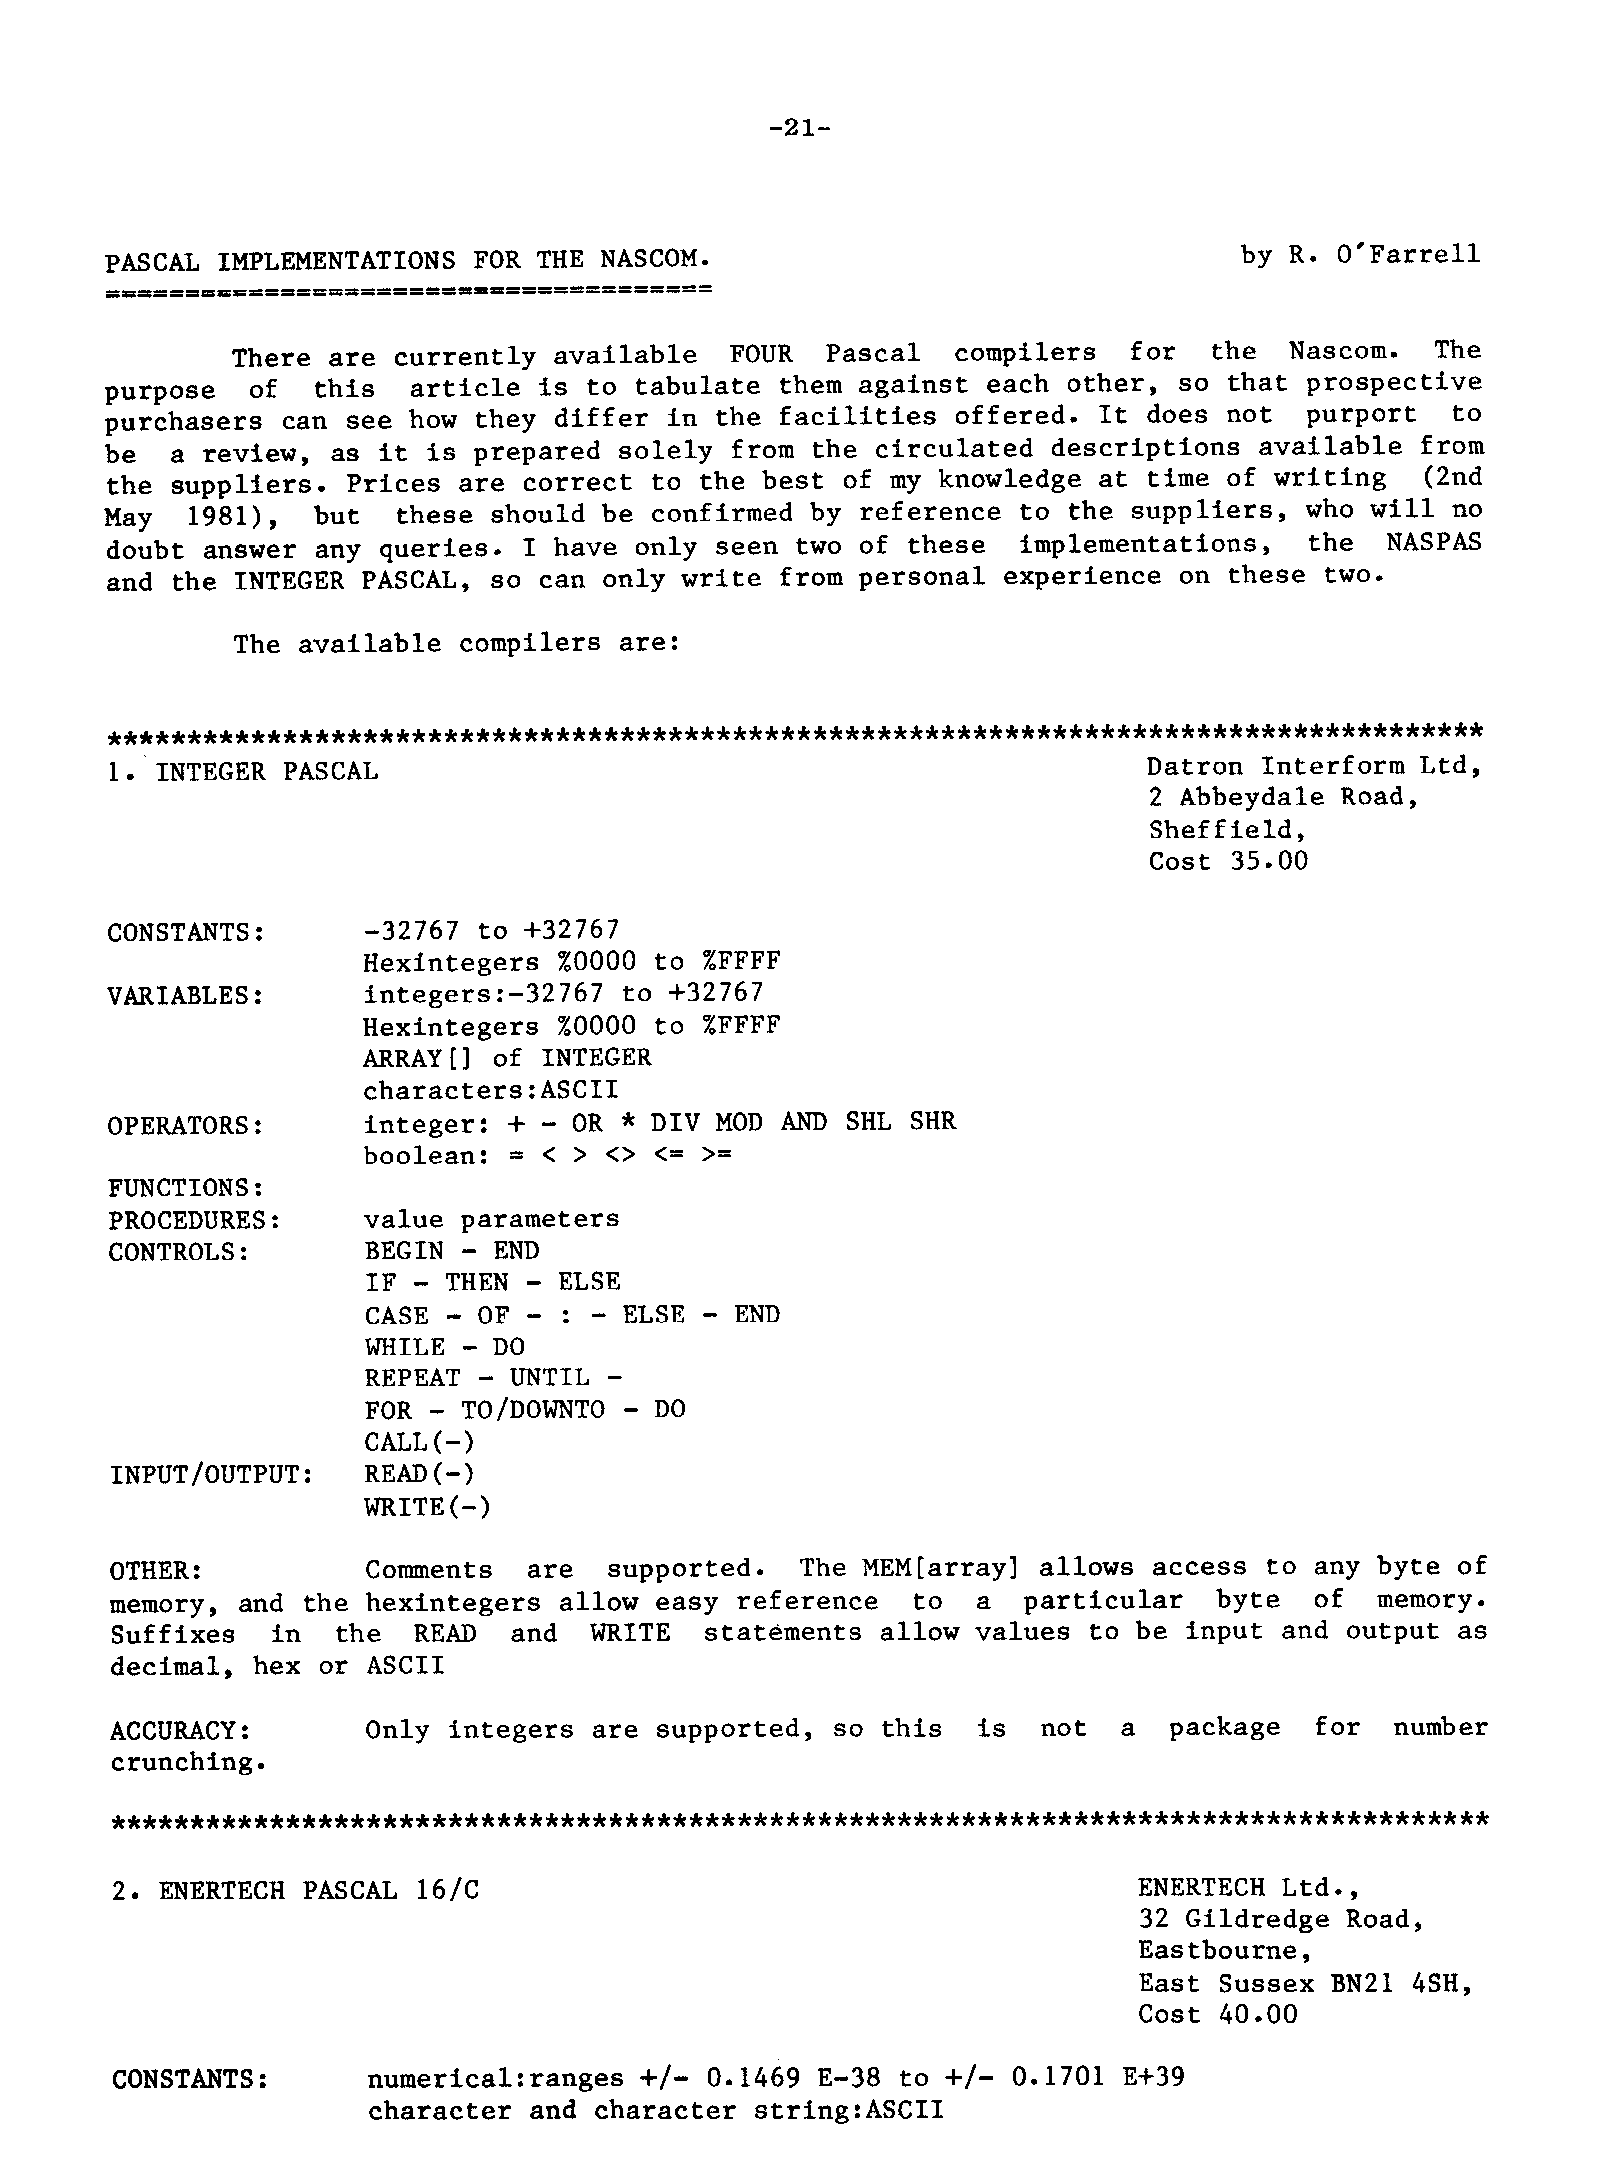 -21-
PASCAL IMPLEMENTATIONS FOR THE NASCOM. by R. O'Farrell
======================================
There are currently available FOUR Pascal compilers for the Nascom. The
purpose of this article is to tabulate them against each other, so that prospective
purchasers can see how they differ in the facilities offered. It does not purport to
be a review, as it is prepared solely from the circulated descriptions available from
the suppliers. Prices are correct to the best of my knowledge at time of writing (2nd
May 1981), but these should be confirmed by reference to the suppliers, who will no
doubt answer any queries. I have only seen two of these implementations, the NASPAS
and the INTEGER PASCAL, so can only write from personal experience on these two.
The available compilers are:
**************************************************************************************
1. INTEGER PASCAL Datron Interform Ltd,
2 Abbeydale Road,
Sheffield,
Cost 35.00
CONSTANTS: -32767 to +32767
Hexintegers %0000 to %FFFF
VARIABLES: integers:-32767 to +32767
Hexintegers %0000 to %FFFF
ARRAY[] of INTEGER
characters:ASCII
OPERATORS: integer: + - OR * DIV MOD AND SHL SHR
boolean: = < > <> <= >=
FUNCTIONS:
PROCEDURES: value parameters
CONTROLS: BEGIN - END
IF - THEN - ELSE
CASE - OF - : - ELSE - END
WHILE - DO
REPEAT - UNTIL -
FOR - TO/DOWNTO - DO
CALL(-)
INPUT/OUTPUT: READ(-)
WRITE(-)
OTHER: Comments are supported. The MEM[array] allows access to any byte of
memory, and the hexintegers allow easy reference to a particular byte of memory.
Suffixes in the READ and WRITE statements allow values to be input and output as
decimal, hex or ASCII
ACCURACY: Only integers are supported, so this is not a package for number
crunching.
**************************************************************************************
2. ENERTECH PASCAL 16/C ENERTECH Ltd.,
32 Gildredge Road,
Eastbourne,
East Sussex BN21 4SH,
Cost 40.00
CONSTANTS: numerical:ranges +/- 0.1469 E-38 to +/- 0.1701 E+39
character and character string:ASCII